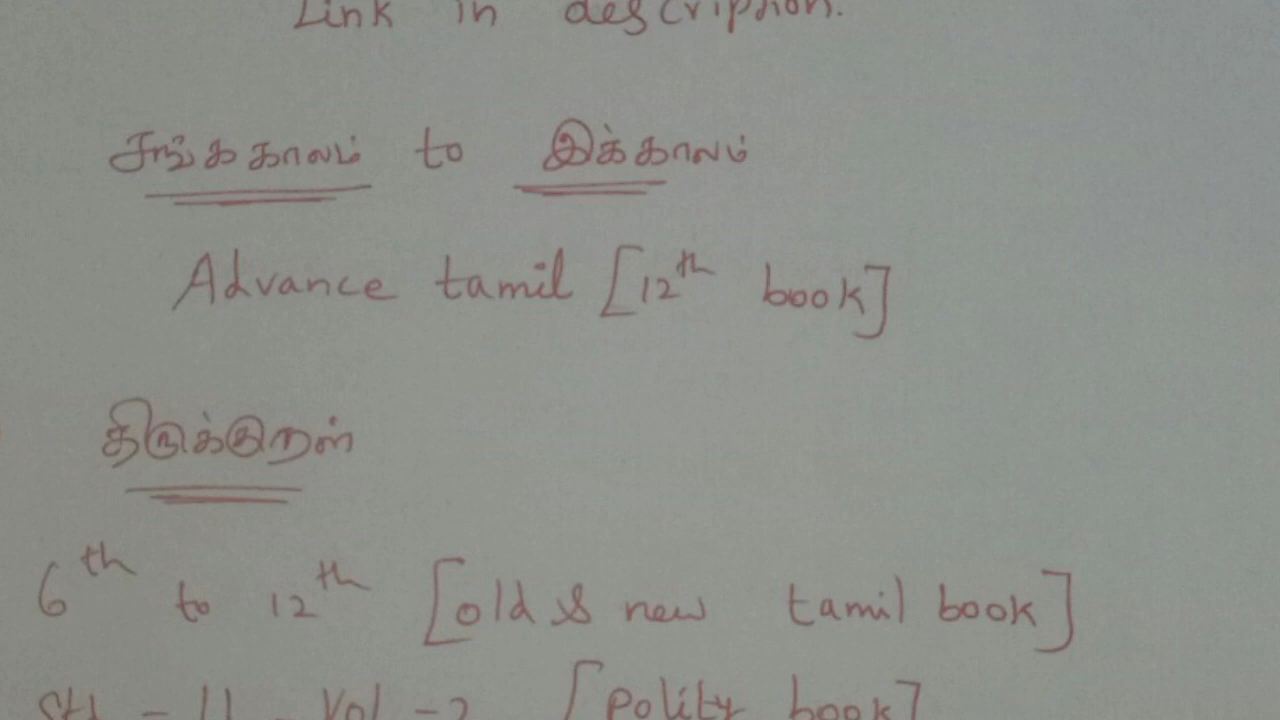 Link in description.
சங்ககாலம் to இக்காலம்
Advance tamil [12th book]
திருக்குறள்
6th to 12th [old & new tamil book]
std - 11 Vol - 2 [polity book]